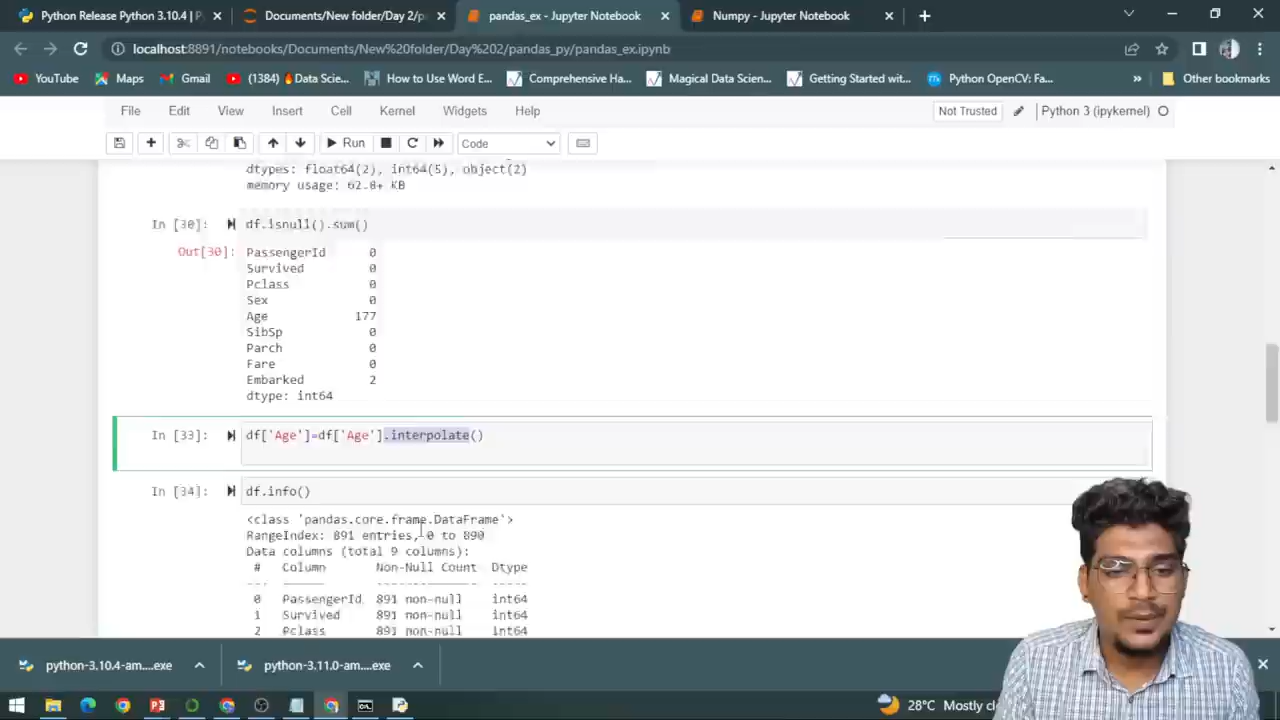 Python Release Python 3.10.4 |
Documents/New folder/Day 2/
pandas_ex - Jupyter Notebook
Numpy - Jupyter Notebook
localhost:8891/notebooks/Documents/New%20folder/Day%202/pandas_py/pandas_ex.ipynb
YouTube
Maps
Gmail
(1384) 🔥Data Scie...
How to Use Word E...
Comprehensive Ha...
Magical Data Scien...
Getting Started wit...
Python OpenCV: Fa...
»
Other bookmarks
File Edit View Insert Cell Kernel Widgets Help
Not Trusted
Python 3 (ipykernel)
Run
Code
dtypes: float64(2), int64(5), object(2)
memory usage: 62.8+ KB
In [30]: df.isnull().sum()
Out[30]: PassengerId 0
Survived 0
Pclass 0
Sex 0
Age 177
SibSp 0
Parch 0
Fare 0
Embarked 2
dtype: int64
In [33]: df['Age']=df['Age'].interpolate()
In [34]: df.info()
<class 'pandas.core.frame.DataFrame'>
RangeIndex: 891 entries, 0 to 890
Data columns (total 9 columns):
# Column Non-Null Count Dtype
0 PassengerId 891 non-null int64
1 Survived 891 non-null int64
2 Pclass 891 non-null int64
python-3.10.4-am....exe
python-3.11.0-am....exe
28°C Mostly